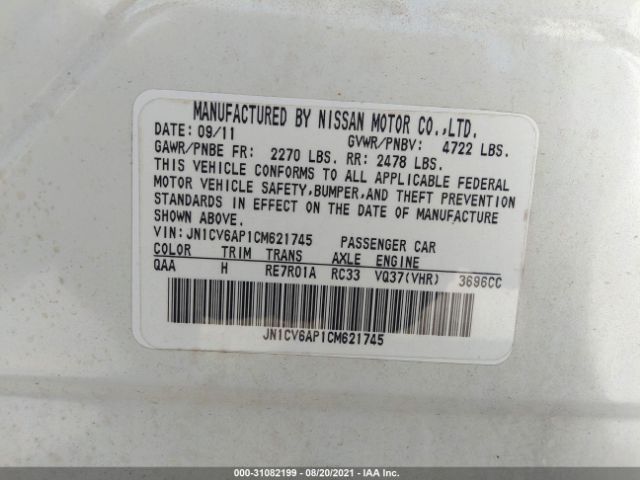 MANUFACTURED BY NISSAN MOTOR CO.,LTD.
DATE: 09/11 GVWR/PNBV: 4722 LBS.
GAWR/PNBE FR: 2270 LBS. RR: 2478 LBS.
THIS VEHICLE CONFORMS TO ALL APPLICABLE FEDERAL
MOTOR VEHICLE SAFETY,BUMPER,AND THEFT PREVENTION
STANDARDS IN EFFECT ON THE DATE OF MANUFACTURE
SHOWN ABOVE.
VIN:JN1CV6AP1CM621745 PASSENGER CAR
COLOR TRIM TRANS AXLE ENGINE
QAA H RE7R01A RC33 VQ37(VHR) 3696CC
JN1CV6AP1CM621745
000-31082199 - 08/20/2021 - IAA Inc.